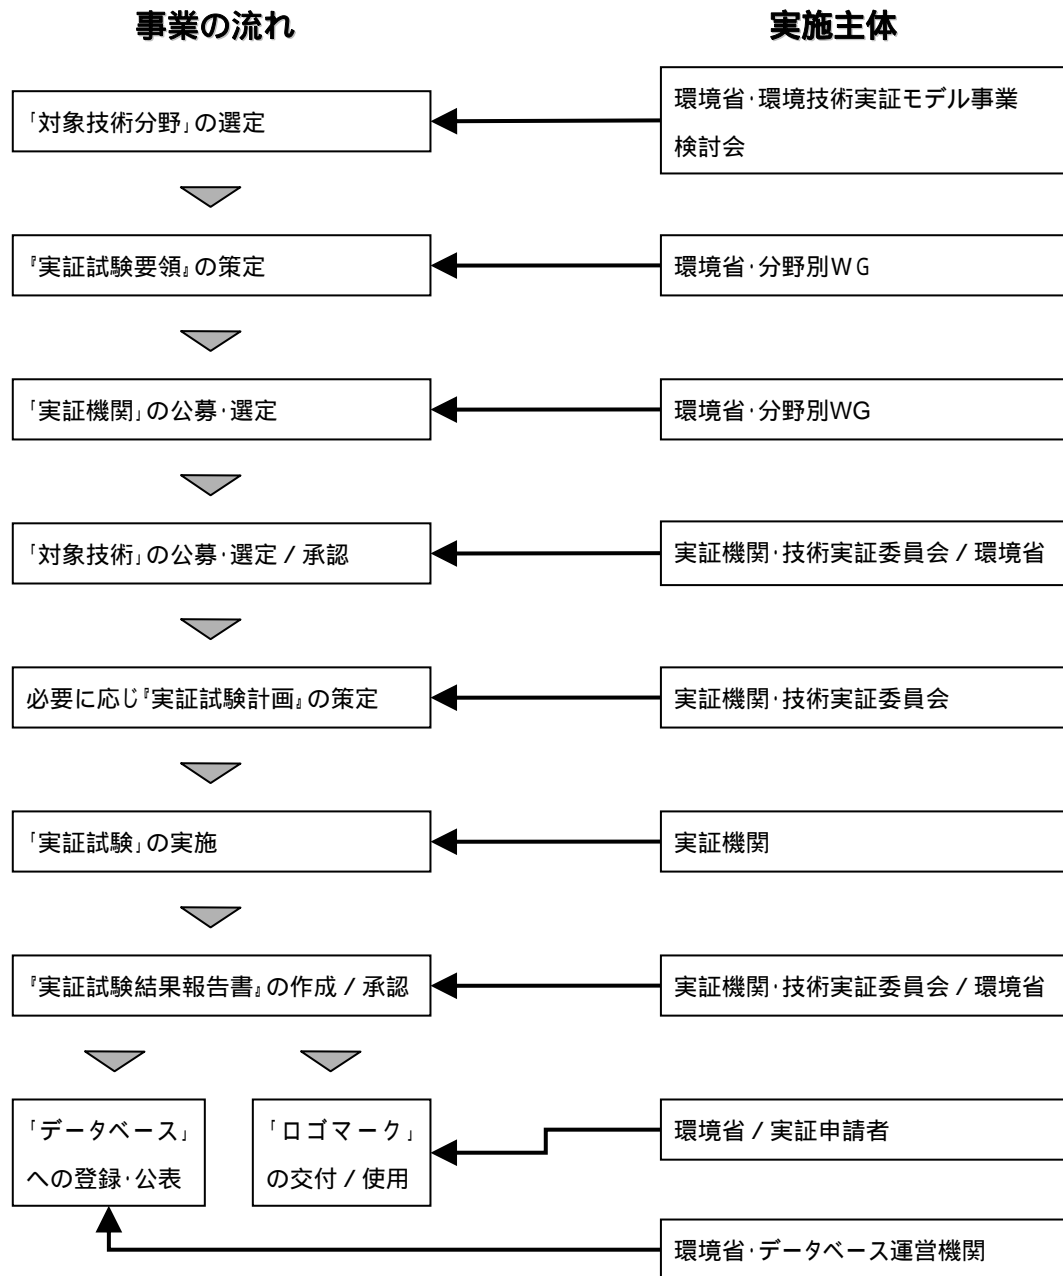 事業の流れ
実施主体
「対象技術分野」の選定
環境省・環境技術実証モデル事業
検討会
『実証試験要領』の策定
環境省・分野別WG
「実証機関」の公募・選定
環境省・分野別WG
「対象技術」の公募・選定 / 承認
実証機関・技術実証委員会 / 環境省
必要に応じ『実証試験計画』の策定
実証機関・技術実証委員会
「実証試験」の実施
実証機関
『実証試験結果報告書』の作成 / 承認
実証機関・技術実証委員会 / 環境省
「データベース」
への登録・公表
「ロゴマーク」
の交付 / 使用
環境省 / 実証申請者
環境省・データベース運営機関